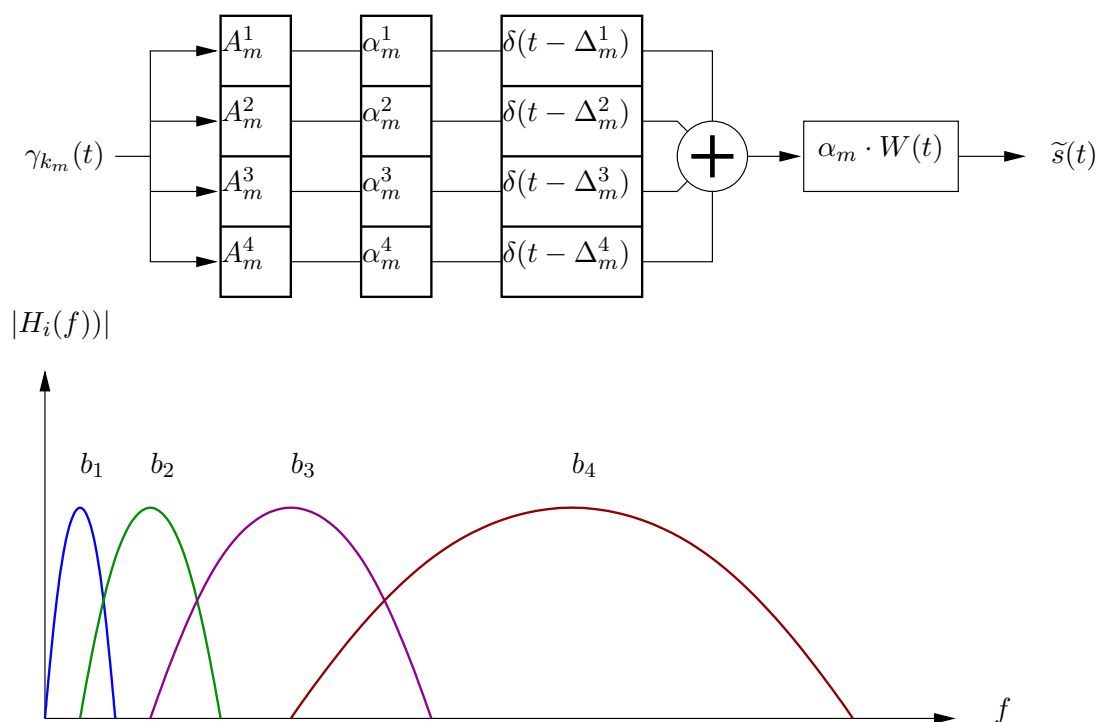 A_m^1 α_m^1 δ(t − Δ_m^1)
A_m^2 α_m^2 δ(t − Δ_m^2)
γ_{k_m}(t) + α_m · W(t) s̃(t)
A_m^3 α_m^3 δ(t − Δ_m^3)
A_m^4 α_m^4 δ(t − Δ_m^4)
|H_i(f))|
b_1 b_2 b_3 b_4
f